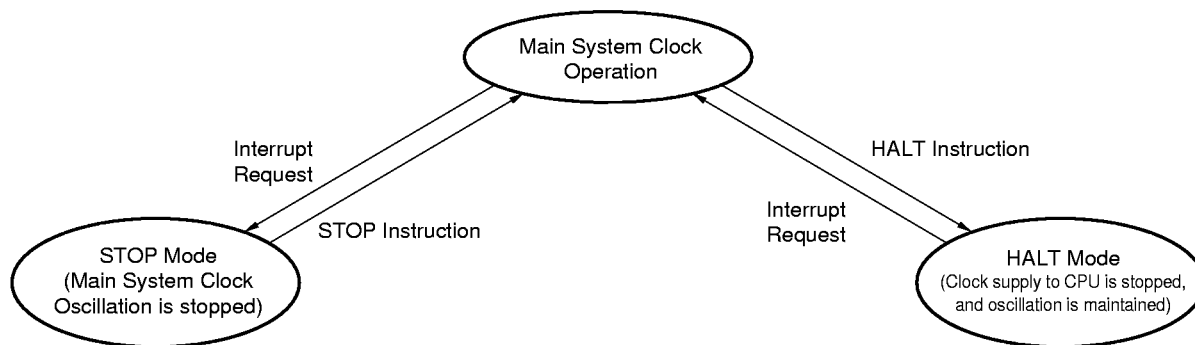 Main System Clock
Operation
Interrupt
Request
HALT Instruction
STOP Instruction
Interrupt
Request
STOP Mode
(Main System Clock
Oscillation is stopped)
HALT Mode
(Clock supply to CPU is stopped,
and oscillation is maintained)